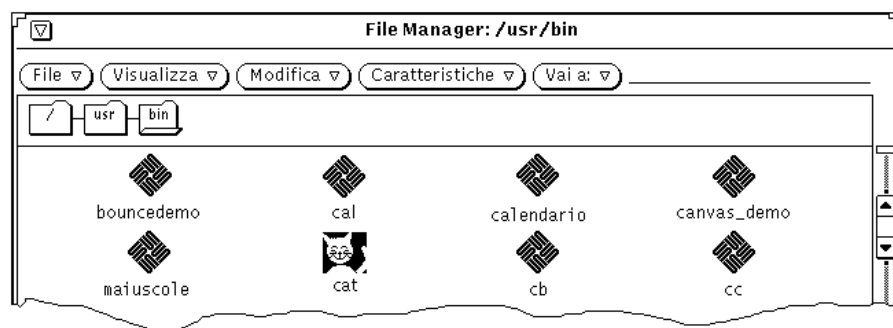 File Manager: /usr/bin
File Visualizza Modifica Caratteristiche Vai a:
/ usr bin
bouncedemo cal calendario canvas_demo
maiuscole cat cb cc